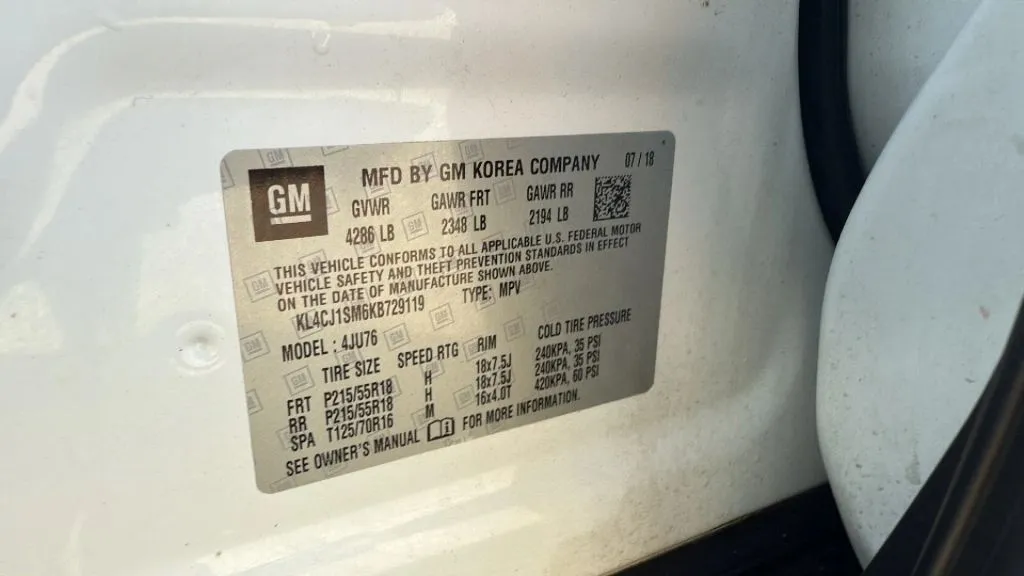 GM
MFD BY GM KOREA COMPANY 07/18
GVWR GAWR FRT GAWR RR
4286 LB 2348 LB 2194 LB
THIS VEHICLE CONFORMS TO ALL APPLICABLE U.S. FEDERAL MOTOR
VEHICLE SAFETY AND THEFT PREVENTION STANDARDS IN EFFECT
ON THE DATE OF MANUFACTURE SHOWN ABOVE.
KL4CJ1SM6KB729119 TYPE: MPV
MODEL: 4JU76
TIRE SIZE SPEED RTG RIM COLD TIRE PRESSURE
FRT P215/55R18 H 18x7.5J 240KPA, 35 PSI
RR P215/55R18 H 18x7.5J 240KPA, 35 PSI
SPA T125/70R16 M 16x4.0T 420KPA, 60 PSI
SEE OWNER'S MANUAL FOR MORE INFORMATION.